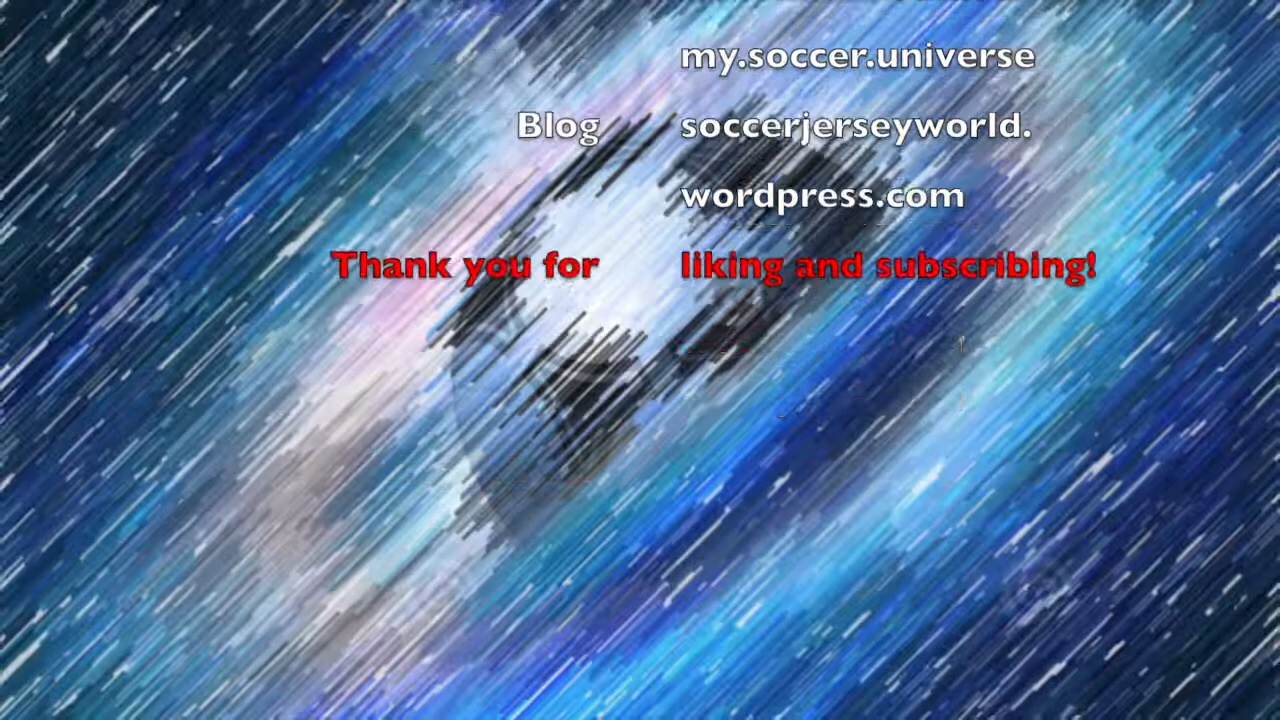 my.soccer.universe
Blog soccerjerseyworld.
wordpress.com
Thank you for liking and subscribing!